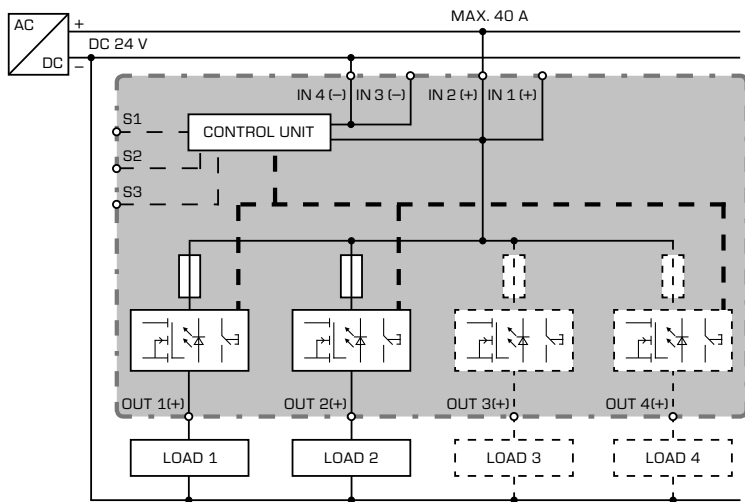 AC
+
MAX. 40 A
DC 24 V
DC
−
IN 4 (−) IN 3 (−) IN 2 (+) IN 1 (+)
S1
CONTROL UNIT
S2
S3
OUT 1(+) OUT 2(+) OUT 3(+) OUT 4(+)
LOAD 1 LOAD 2 LOAD 3 LOAD 4